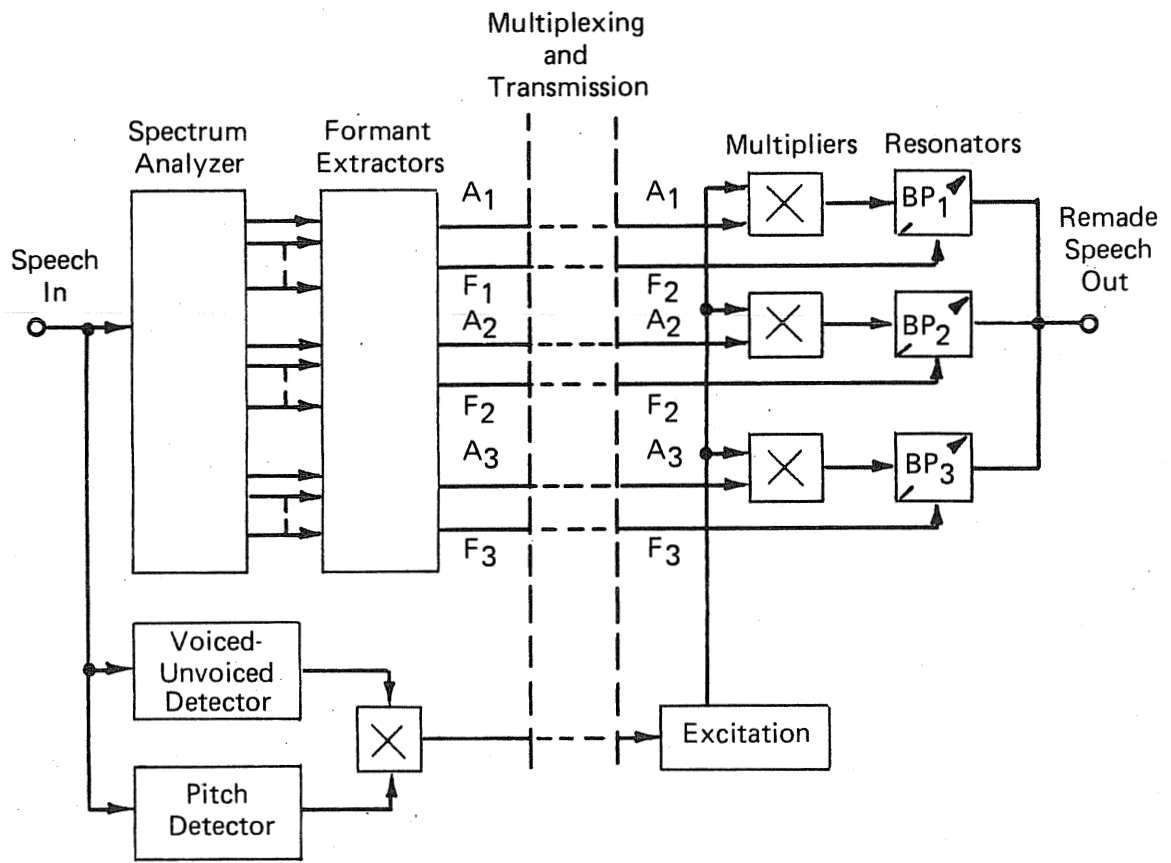 Multiplexing
and
Transmission
Spectrum
Analyzer
Formant
Extractors
Multipliers
Resonators
Speech
In
A1
F1
A2
F2
A3
F3
A1
F2
A2
F2
A3
F3
BP1
BP2
BP3
Remade
Speech
Out
Voiced-
Unvoiced
Detector
Pitch
Detector
Excitation